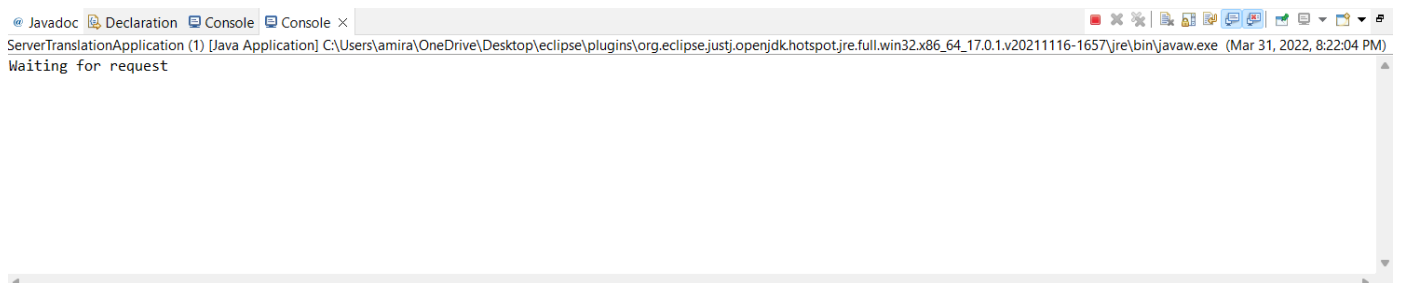 @ Javadoc Declaration Console Console ×
ServerTranslationApplication (1) [Java Application] C:\Users\amira\OneDrive\Desktop\eclipse\plugins\org.eclipse.justj.openjdk.hotspot.jre.full.win32.x86_64_17.0.1.v20211116-1657\jre\bin\javaw.exe (Mar 31, 2022, 8:22:04 PM)
Waiting for request